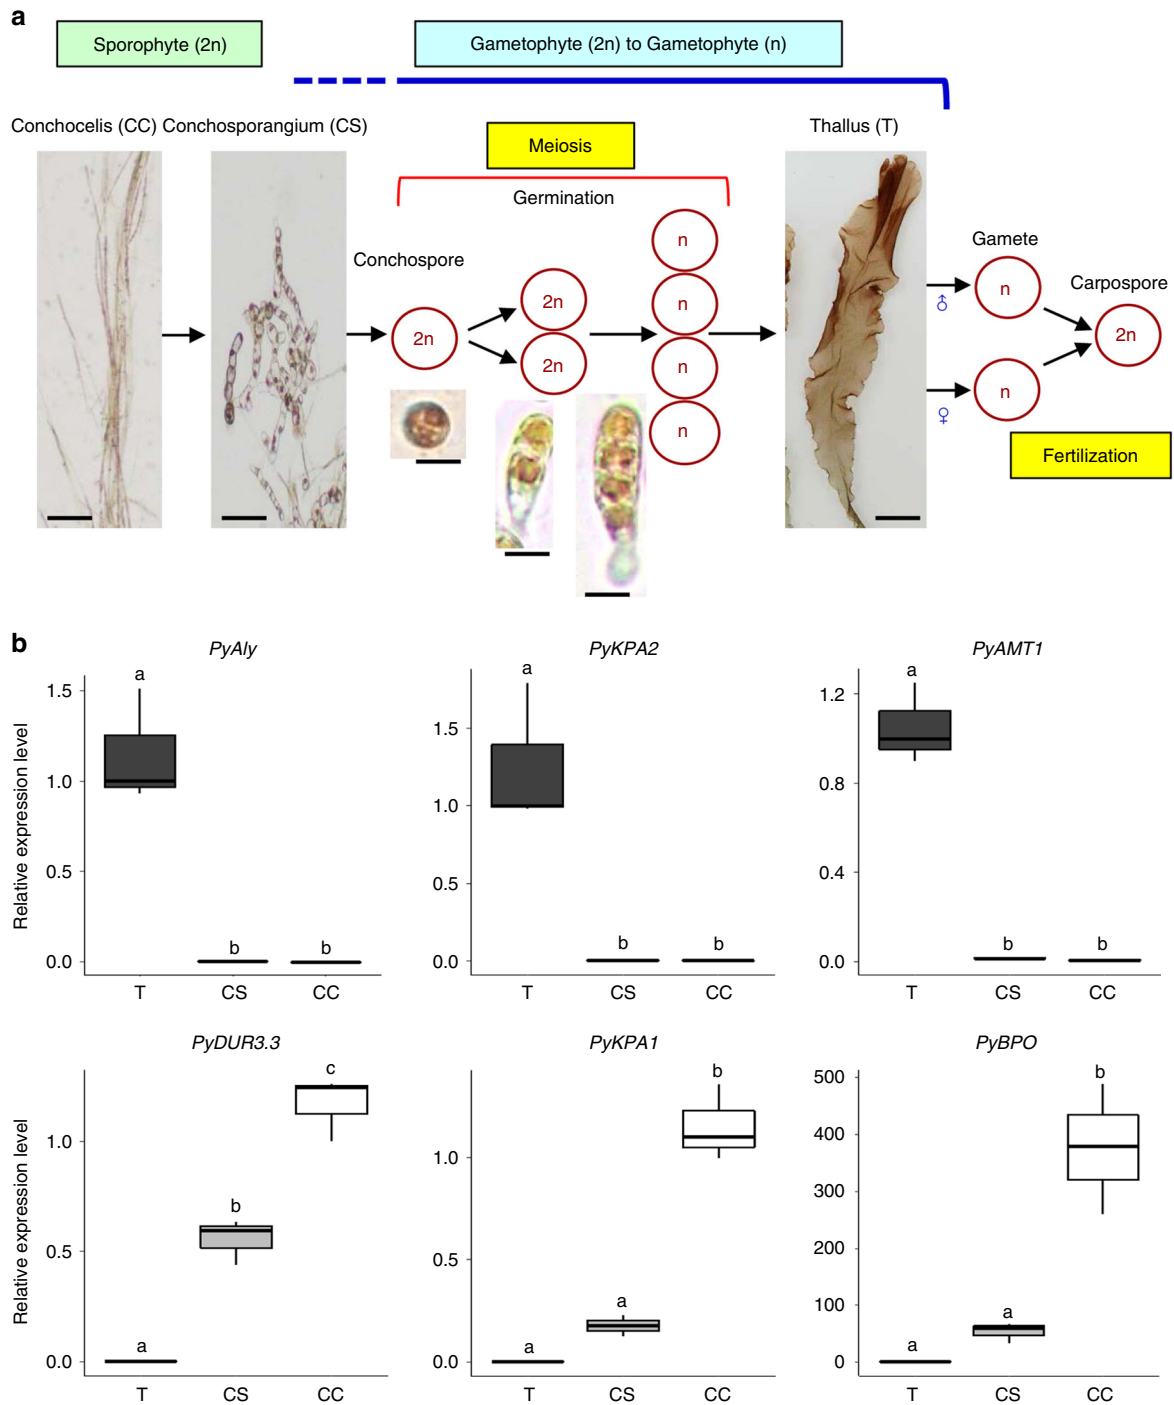 a
Sporophyte (2n)
Gametophyte (2n) to Gametophyte (n)
Conchocelis (CC) Conchosporangium (CS)
Thallus (T)
Meiosis
Germination
Conchospore
Gamete
Carpospore
2n
2n
2n
n
n
n
n
♂
♀
n
n
2n
Fertilization
b
PyAly
Relative expression level
1.5
1.0
0.5
0.0
a
b
b
T CS CC
PyKPA2
1.5
1.0
0.5
0.0
a
b
b
T CS CC
PyAMT1
1.2
0.8
0.4
0.0
a
b
b
T CS CC
PyDUR3.3
Relative expression level
1.0
0.5
0.0
a
b
c
T CS CC
PyKPA1
1.0
0.5
0.0
a
a
b
T CS CC
PyBPO
500
400
300
200
100
0
a
a
b
T CS CC